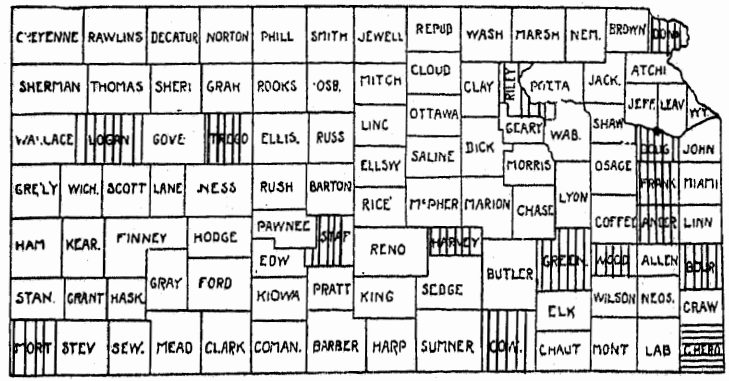 CHEYENNE RAWLINS DECATUR NORTON PHILL SMITH JEWELL REPUB WASH MARSH NEM. BROWN DONA
SHERMAN THOMAS SHERI GRAH ROOKS OSB. MITCH CLOUD CLAY RILEY POTTA JACK. ATCHI
OTTAWA JEFF. LEAV WY.
WALLACE LOGAN GOVE TREGO ELLIS. RUSS LINC GEARY WAB. SHAW DOUG JOHN
ELLSW SALINE DICK MORRIS OSAGE
GRE'LY WICH. SCOTT LANE NESS RUSH BARTON RICE McPHER MARION CHASE LYON FRANK MIAMI
HAM KEAR. FINNEY HODGE PAWNEE STAF RENO HARVEY COFFEE ANDER LINN
EDW BUTLER GREEN. WOOD ALLEN BOUR
STAN. GRANT HASK. GRAY FORD KIOWA PRATT KING SEDGE ELK WILSON NEOS. CRAW
MORT STEV SEW. MEAD CLARK COMAN. BARBER HARP SUMNER COW. CHAUT MONT LAB CHERO